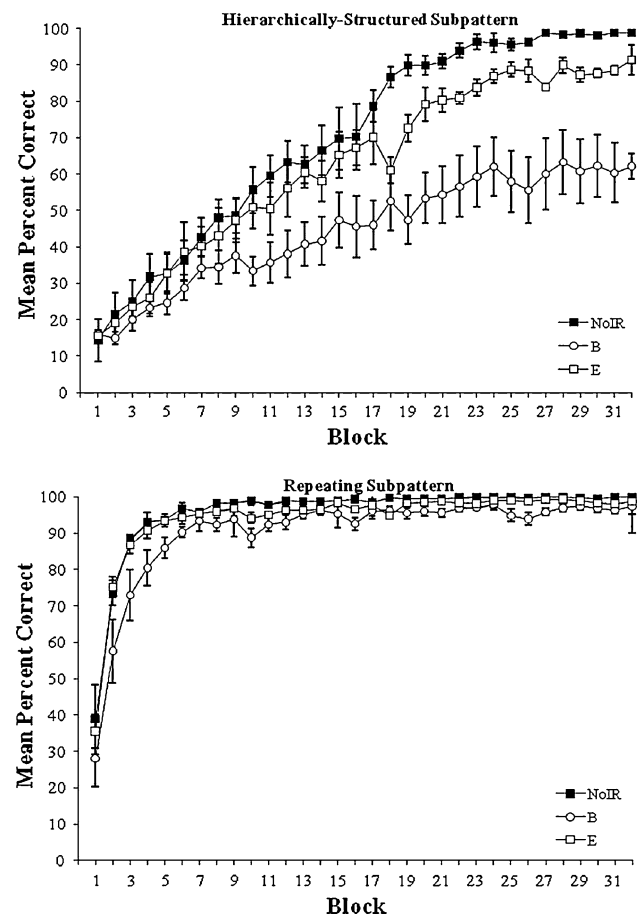 Hierarchically-Structured Subpattern
100
90
80
70
60
50
40
30
20
10
0
Mean Percent Correct
NoIR
B
E
1 3 5 7 9 11 13 15 17 19 21 23 25 27 29 31
Block
Repeating Subpattern
100
90
80
70
60
50
40
30
20
10
0
Mean Percent Correct
NoIR
B
E
1 3 5 7 9 11 13 15 17 19 21 23 25 27 29 31
Block